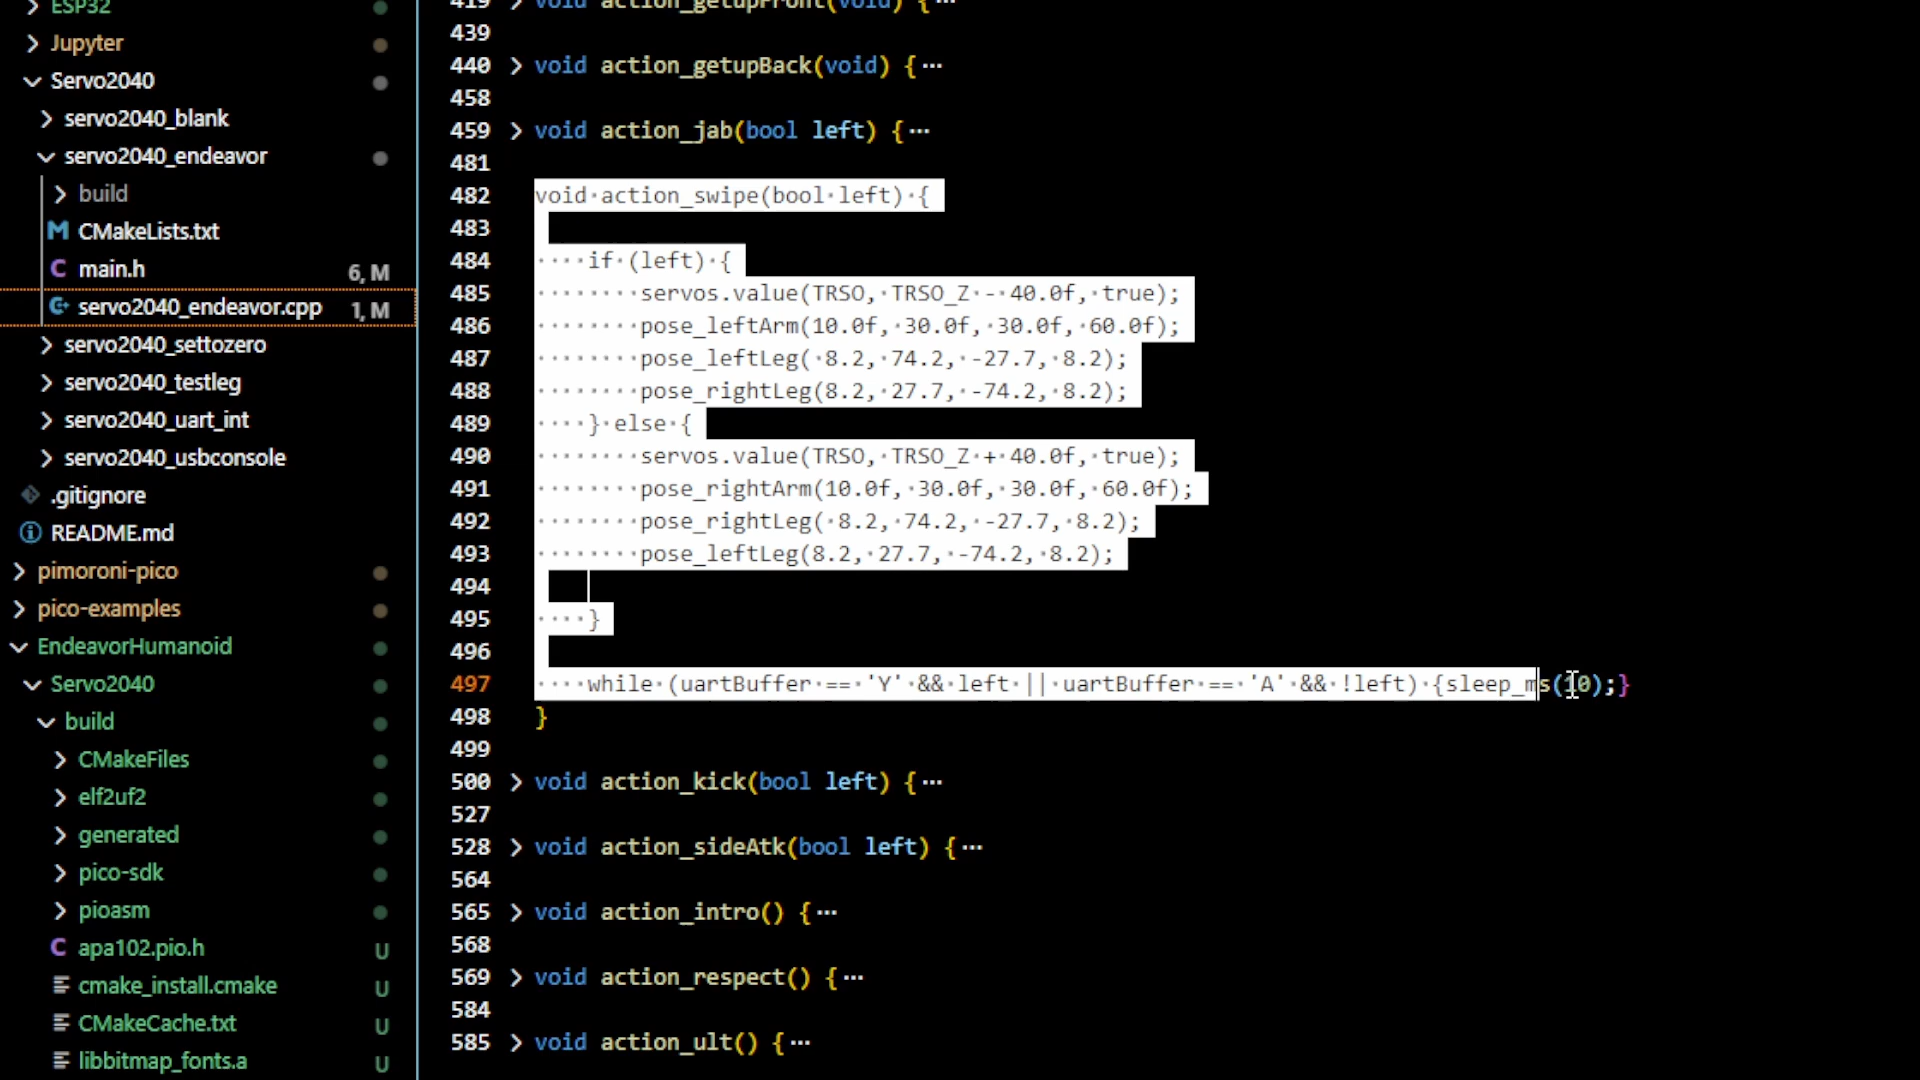 ESP32
Jupyter
Servo2040
servo2040_blank
servo2040_endeavor
build
CMakeLists.txt
main.h 6, M
servo2040_endeavor.cpp 1, M
servo2040_settozero
servo2040_testleg
servo2040_uart_int
servo2040_usbconsole
.gitignore
README.md
pimoroni-pico
pico-examples
EndeavorHumanoid
Servo2040
build
CMakeFiles
elf2uf2
generated
pico-sdk
pioasm
apa102.pio.h U
cmake_install.cmake U
CMakeCache.txt U
libbitmap_fonts.a U
419 void action_getupFront(void) {···
439
440 void action_getupBack(void) {···
458
459 void action_jab(bool left) {···
481
482 void·action_swipe(bool·left)·{
483
484 ····if·(left)·{
485 ········servos.value(TRSO,·TRSO_Z·-·40.0f,·true);
486 ········pose_leftArm(10.0f,·30.0f,·30.0f,·60.0f);
487 ········pose_leftLeg(·8.2,·74.2,·-27.7,·8.2);
488 ········pose_rightLeg(8.2,·27.7,·-74.2,·8.2);
489 ····}·else·{
490 ········servos.value(TRSO,·TRSO_Z·+·40.0f,·true);
491 ········pose_rightArm(10.0f,·30.0f,·30.0f,·60.0f);
492 ········pose_rightLeg(·8.2,·74.2,·-27.7,·8.2);
493 ········pose_leftLeg(8.2,·27.7,·-74.2,·8.2);
494
495 ····}
496
497 ····while·(uartBuffer·==·'Y'·&&·left·||·uartBuffer·==·'A'·&&·!left)·{sleep_ms(10);}
498 }
499
500 void action_kick(bool left) {···
527
528 void action_sideAtk(bool left) {···
564
565 void action_intro() {···
568
569 void action_respect() {···
584
585 void action_ult() {···